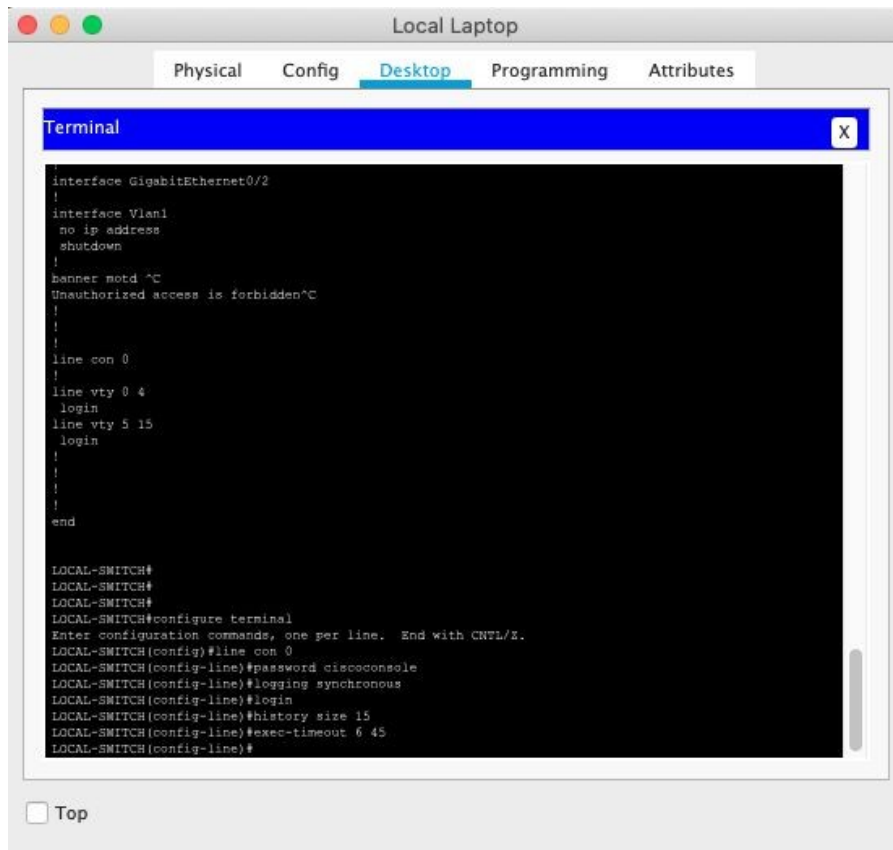 Local Laptop
Physical Config Desktop Programming Attributes
Terminal X
!
interface GigabitEthernet0/2
!
interface Vlan1
 no ip address
 shutdown
!
banner motd ^C
Unauthorized access is forbidden^C
!
!
!
line con 0
!
line vty 0 4
 login
line vty 5 15
 login
!
!
!
!
end
LOCAL-SWITCH#
LOCAL-SWITCH#
LOCAL-SWITCH#
LOCAL-SWITCH#configure terminal
Enter configuration commands, one per line.  End with CNTL/Z.
LOCAL-SWITCH(config)#line con 0
LOCAL-SWITCH(config-line)#password ciscoconsole
LOCAL-SWITCH(config-line)#logging synchronous
LOCAL-SWITCH(config-line)#login
LOCAL-SWITCH(config-line)#history size 15
LOCAL-SWITCH(config-line)#exec-timeout 6 45
LOCAL-SWITCH(config-line)#
Top